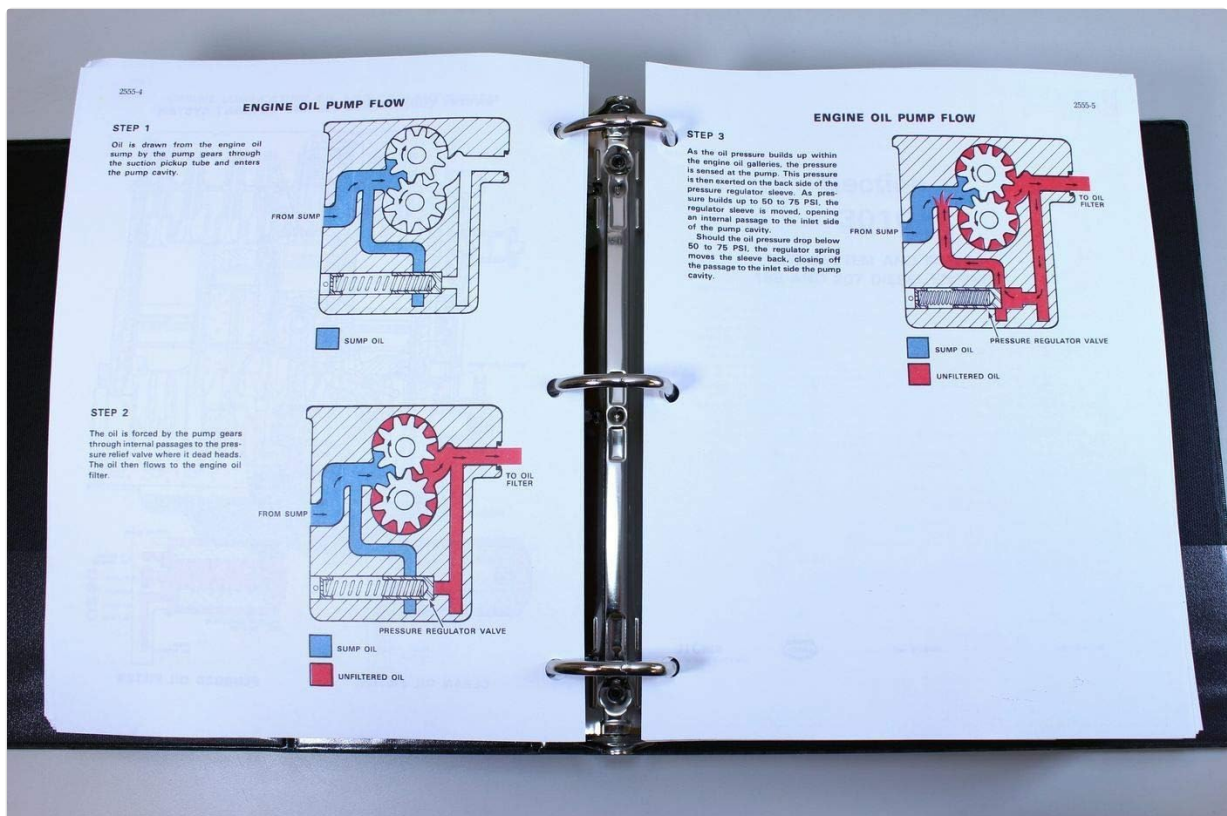 2555-4
ENGINE OIL PUMP FLOW
STEP 1
Oil is drawn from the engine oil
sump by the pump gears through
the suction pickup tube and enters
the pump cavity.
FROM SUMP
SUMP OIL
STEP 2
The oil is forced by the pump gears
through internal passages to the pres-
sure relief valve where it dead heads.
The oil then flows to the engine oil
filter.
TO OIL
FILTER
FROM SUMP
PRESSURE REGULATOR VALVE
SUMP OIL
UNFILTERED OIL
2555-5
ENGINE OIL PUMP FLOW
STEP 3
As the oil pressure builds up within
the engine oil galleries, the pressure
is sensed at the pump. This pressure
is then exerted on the back side of the
pressure regulator sleeve. As pres-
sure builds up to 50 to 75 PSI, the
regulator sleeve is moved, opening
an internal passage to the inlet side
of the pump cavity.
Should the oil pressure drop below
50 to 75 PSI, the regulator spring
moves the sleeve back, closing off
the passage to the inlet side the pump
cavity.
TO OIL
FILTER
FROM SUMP
PRESSURE REGULATOR VALVE
SUMP OIL
UNFILTERED OIL